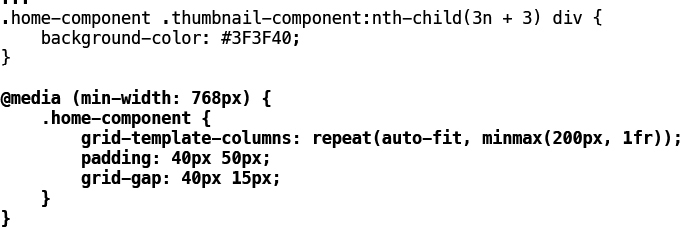 ...
.home-component .thumbnail-component:nth-child(3n + 3) div {
    background-color: #3F3F40;
}

@media (min-width: 768px) {
    .home-component {
        grid-template-columns: repeat(auto-fit, minmax(200px, 1fr));
        padding: 40px 50px;
        grid-gap: 40px 15px;
    }
}